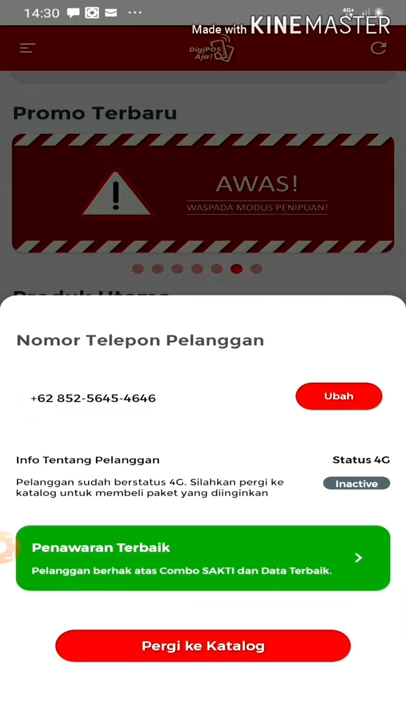 14:30
4G+
Made with KINEMASTER
DigiPOS
Aja!
Promo Terbaru
AWAS!
WASPADA MODUS PENIPUAN!
Produk Utama
Nomor Telepon Pelanggan
+62 852-5645-4646
Ubah
Info Tentang Pelanggan
Status 4G
Pelanggan sudah berstatus 4G. Silahkan pergi ke
Inactive
katalog untuk membeli paket yang diinginkan
Penawaran Terbaik
Pelanggan berhak atas Combo SAKTI dan Data Terbaik.
Pergi ke Katalog